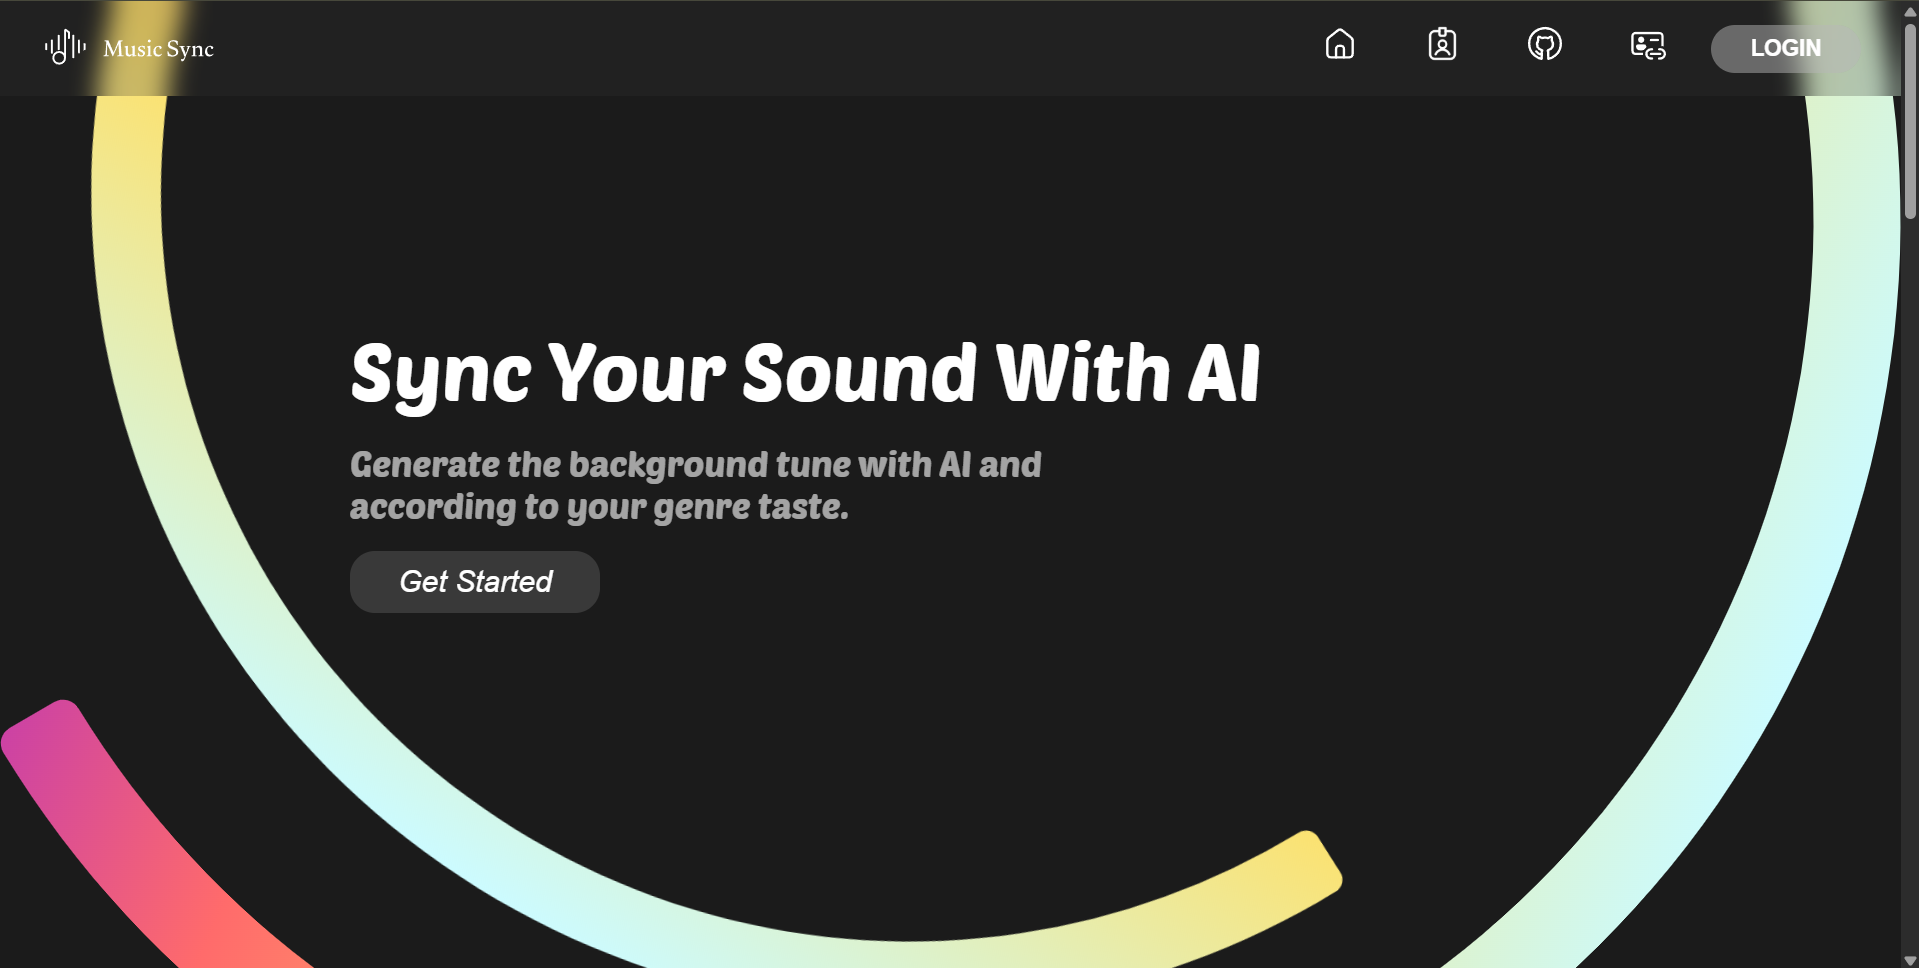 Music Sync
LOGIN
Sync Your Sound With AI
Generate the background tune with AI and
according to your genre taste.
Get Started